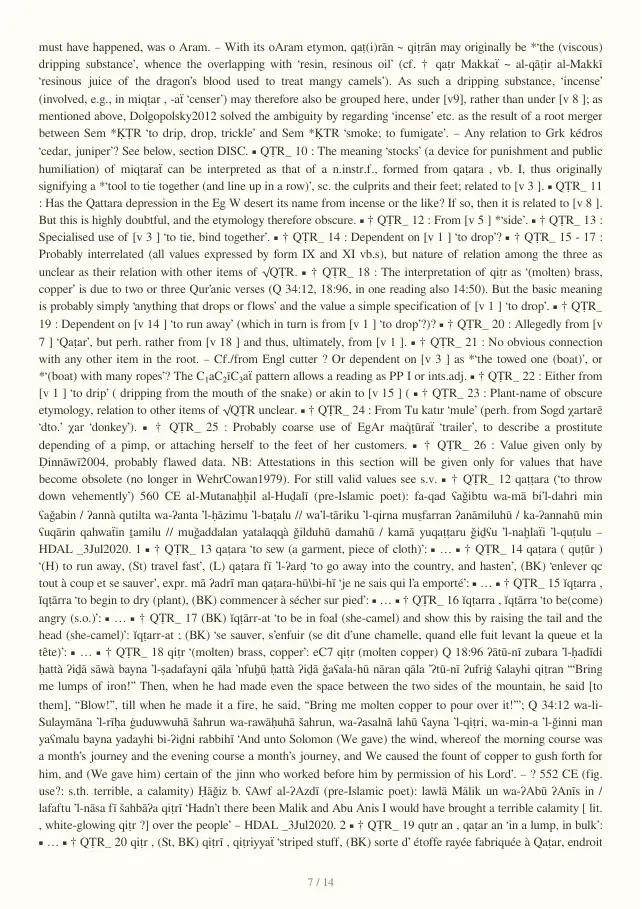 must have happened, was o Aram. – With its oAram etymon, qaṭ(i)rān ~ qiṭrān may originally be *‘the (viscous)
dripping substance’, whence the overlapping with ‘resin, resinous oil’ (cf. † qaṭr Makkaẗ ~ al-qāṭir al-Makkī
‘resinous juice of the dragon’s blood used to treat mangy camels’). As such a dripping substance, ‘incense’
(involved, e.g., in miqṭar , -aẗ ‘censer’) may therefore also be grouped here, under [v9], rather than under [v 8 ]; as
mentioned above, Dolgopolsky2012 solved the ambiguity by regarding ‘incense’ etc. as the result of a root merger
between Sem *ḲṬR ‘to drip, drop, trickle’ and Sem *ḲṬR ‘smoke; to fumigate’. – Any relation to Grk kédros
‘cedar, juniper’? See below, section DISC. ▪ QṬR_ 10 : The meaning ‘stocks’ (a device for punishment and public
humiliation) of miqṭaraẗ can be interpreted as that of a n.instr.f., formed from qaṭara , vb. I, thus originally
signifying a *‘tool to tie together (and line up in a row)’, sc. the culprits and their feet; related to [v 3 ]. ▪ QṬR_ 11
: Has the Qattara depression in the Eg W desert its name from incense or the like? If so, then it is related to [v 8 ].
But this is highly doubtful, and the etymology therefore obscure. ▪ † QṬR_ 12 : From [v 5 ] *‘side’. ▪ † QṬR_ 13 :
Specialised use of [v 3 ] ‘to tie, bind together’. ▪ † QṬR_ 14 : Dependent on [v 1 ] ‘to drop’? ▪ † QṬR_ 15 - 17 :
Probably interrelated (all values expressed by form IX and XI vb.s), but nature of relation among the three as
unclear as their relation with other items of √QṬR. ▪ † QṬR_ 18 : The interpretation of qiṭr as ‘(molten) brass,
copper’ is due to two or three Qurʾanic verses (Q 34:12, 18:96, in one reading also 14:50). But the basic meaning
is probably simply ‘anything that drops or flows’ and the value a simple specification of [v 1 ] ‘to drop’. ▪ † QṬR_
19 : Dependent on [v 14 ] ‘to run away’ (which in turn is from [v 1 ] ‘to drop’?)? ▪ † QṬR_ 20 : Allegedly from [v
7 ] ‘Qaṭar’, but perh. rather from [v 18 ] and thus, ultimately, from [v 1 ]. ▪ † QṬR_ 21 : No obvious connection
with any other item in the root. – Cf./from Engl cutter ? Or dependent on [v 3 ] as *‘the towed one (boat)’, or
*‘(boat) with many ropes’? The C₁aC₂īC₃aẗ pattern allows a reading as PP I or ints.adj. ▪ † QṬR_ 22 : Either from
[v 1 ] ‘to drip’ ( dripping from the mouth of the snake) or akin to [v 15 ] ( ▪ † QṬR_ 23 : Plant-name of obscure
etymology, relation to other items of √QṬR unclear. ▪ † QṬR_ 24 : From Tu katır ‘mule’ (perh. from Sogd χartarē
‘dto.’ χar ‘donkey’). ▪ † QṬR_ 25 : Probably coarse use of EgAr maq̇ṭūraẗ ‘trailer’, to describe a prostitute
depending of a pimp, or attaching herself to the feet of her customers. ▪ † QṬR_ 26 : Value given only by
Ḍinnāwī2004, probably flawed data. NB: Attestations in this section will be given only for values that have
become obsolete (no longer in WehrCowan1979). For still valid values see s.v. ▪ † QṬR_ 12 qaṭṭara (‘to throw
down vehemently’) 560 CE al-Mutanaḫḫil al-Huḏalī (pre-Islamic poet): fa-qad ʕaǧibtu wa-mā bi’l-dahri min
ʕaǧabin / ʔannà qutilta wa-ʔanta ’l-ḥāzimu ’l-baṭalu // wa’l-tāriku ’l-qirna muṣfarran ʔanāmiluhū / ka-ʔannahū min
ʕuqārin qahwaẗin ṯamilu // muǧaddalan yatalaqqà ǧilduhū damahū / kamā yuqaṭṭaru ǧiḏʕu ’l-naḫlaẗi ’l-quṭulu –
HDAL _3Jul2020. 1 ▪ † QṬR_ 13 qaṭara ‘to sew (a garment, piece of cloth)’: ▪ … ▪ † QṬR_ 14 qaṭara ( quṭūr )
‘(H) to run away, (St) travel fast’, (L) qaṭara fī ’l-ʔarḍ ‘to go away into the country, and hasten’, (BK) ‘enlever qc
tout à coup et se sauver’, expr. mā ʔadrī man qaṭara-hū\bi-hī ‘je ne sais qui l’a emporté’: ▪ … ▪ † QṬR_ 15 ĭqṭarra ,
ĭqṭārra ‘to begin to dry (plant), (BK) commencer à sécher sur pied’: ▪ … ▪ † QṬR_ 16 ĭqṭarra , ĭqṭārra ‘to be(come)
angry (s.o.)’: ▪ … ▪ † QṬR_ 17 (BK) ĭqṭārr-at ‘to be in foal (she-camel) and show this by raising the tail and the
head (she-camel)’: ĭqṭarr-at ; (BK) ‘se sauver, s’enfuir (se dit d’une chamelle, quand elle fuit levant la queue et la
tête)’: ▪ … ▪ † QṬR_ 18 qiṭr ‘(molten) brass, copper’: eC7 qiṭr (molten copper) Q 18:96 ʔātū-nī zubara ’l-ḥadīdi
ḥattà ʔiḏā sāwà bayna ’l-ṣadafayni qāla ’nfuḫū ḥattà ʔiḏā ǧaʕala-hū nāran qāla ʔtū-nī ʔufriġ ʕalayhi qiṭran ‘“Bring
me lumps of iron!” Then, when he had made even the space between the two sides of the mountain, he said [to
them], “Blow!”, till when he made it a fire, he said, “Bring me molten copper to pour over it!”’; Q 34:12 wa-li-
Sulaymāna ’l-rīḥa ġuduwwuhā šahrun wa-rawāḥuhā šahrun, wa-ʔasalnā lahū ʕayna ’l-qiṭri, wa-min-a ’l-ǧinni man
yaʕmalu bayna yadayhi bi-ʔiḏni rabbihī ‘And unto Solomon (We gave) the wind, whereof the morning course was
a month’s journey and the evening course a month’s journey, and We caused the fount of copper to gush forth for
him, and (We gave him) certain of the jinn who worked before him by permission of his Lord’. – ? 552 CE (fig.
use?: s.th. terrible, a calamity) Ḥāǧiz b. ʕAwf al-ʔAzdī (pre-Islamic poet): lawlā Mālik un wa-ʔAbū ʔAnīs in /
lafaftu ’l-nāsa fī šahbāʔa qiṭrī ‘Hadn’t there been Malik and Abu Anis I would have brought a terrible calamity [ lit.
, white-glowing qiṭr ?] over the people’ – HDAL _3Jul2020. 2 ▪ † QṬR_ 19 quṭr an , qaṭar an ‘in a lump, in bulk’:
▪ … ▪ † QṬR_ 20 qiṭr , (St, BK) qiṭrī , qiṭriyyaẗ ‘striped stuff, (BK) sorte d’ étoffe rayée fabriquée à Qaṭar, endroit
7 / 14